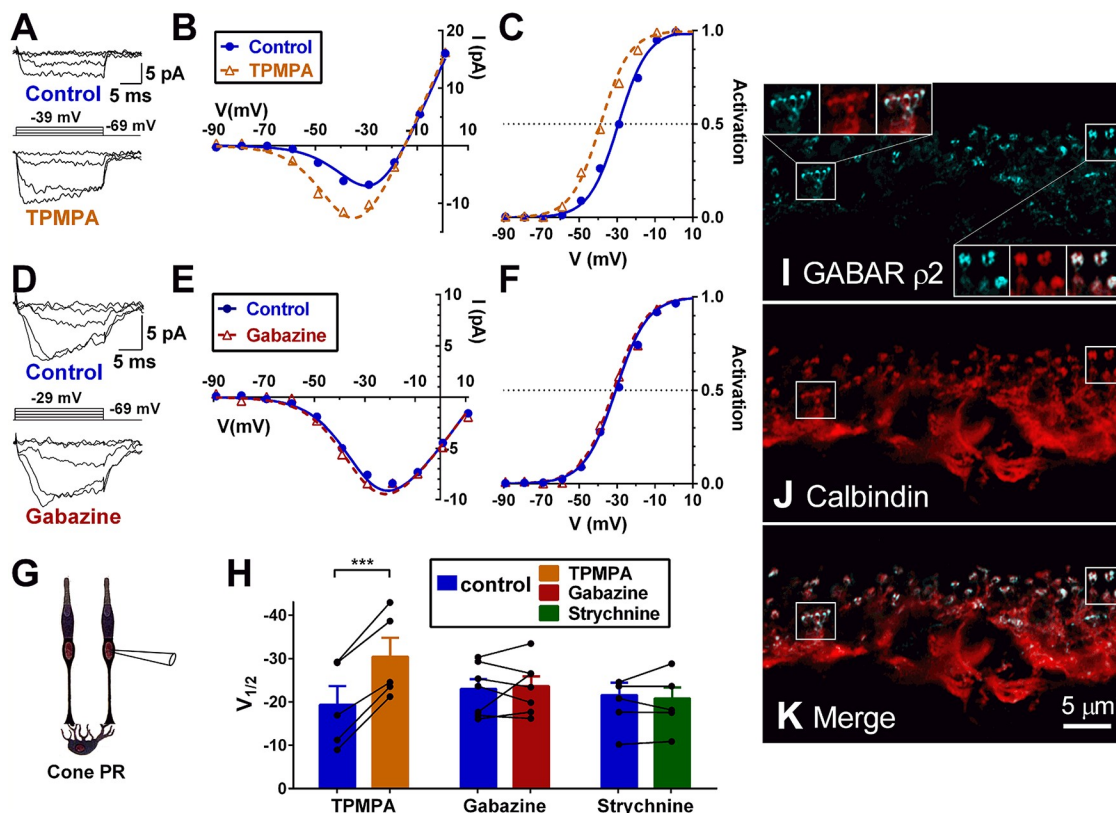 A
5 pA
5 ms
Control
-39 mV
-69 mV
TPMPA
B
Control
TPMPA
V(mV)
-90 -70 -50 -30 10
20
15
10
5
-10
I (pA)
C
1.0
0.5
0.0
Activation
-90 -70 -50 -30 -10 10
V (mV)
D
5 pA
5 ms
Control
-29 mV
-69 mV
Gabazine
E
Control
Gabazine
V(mV)
-90 -70 -50 -30 -10 10
10
5
-5
-10
I (pA)
F
1.0
0.5
0.0
Activation
-90 -70 -50 -30 -10 10
V (mV)
G
Cone PR
H
***
control
TPMPA
Gabazine
Strychnine
V1/2
-40
-30
-20
-10
0
TPMPA Gabazine Strychnine
I GABAR ρ2
J Calbindin
K Merge
5 μm